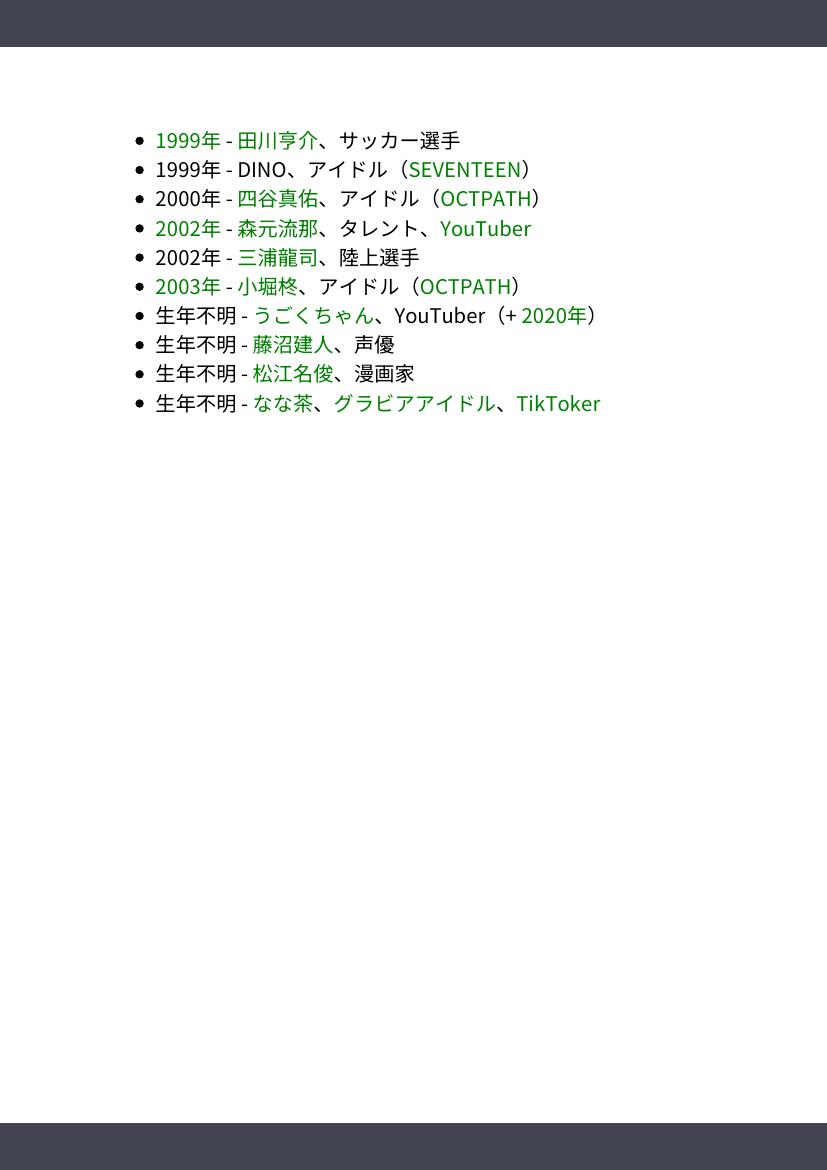 • 1999年 - 田川亨介、サッカー選手
• 1999年 - DINO、アイドル（SEVENTEEN）
• 2000年 - 四谷真佑、アイドル（OCTPATH）
• 2002年 - 森元流那、タレント、YouTuber
• 2002年 - 三浦龍司、陸上選手
• 2003年 - 小堀柊、アイドル（OCTPATH）
• 生年不明 - うごくちゃん、YouTuber（+ 2020年）
• 生年不明 - 藤沼建人、声優
• 生年不明 - 松江名俊、漫画家
• 生年不明 - なな茶、グラビアアイドル、TikToker